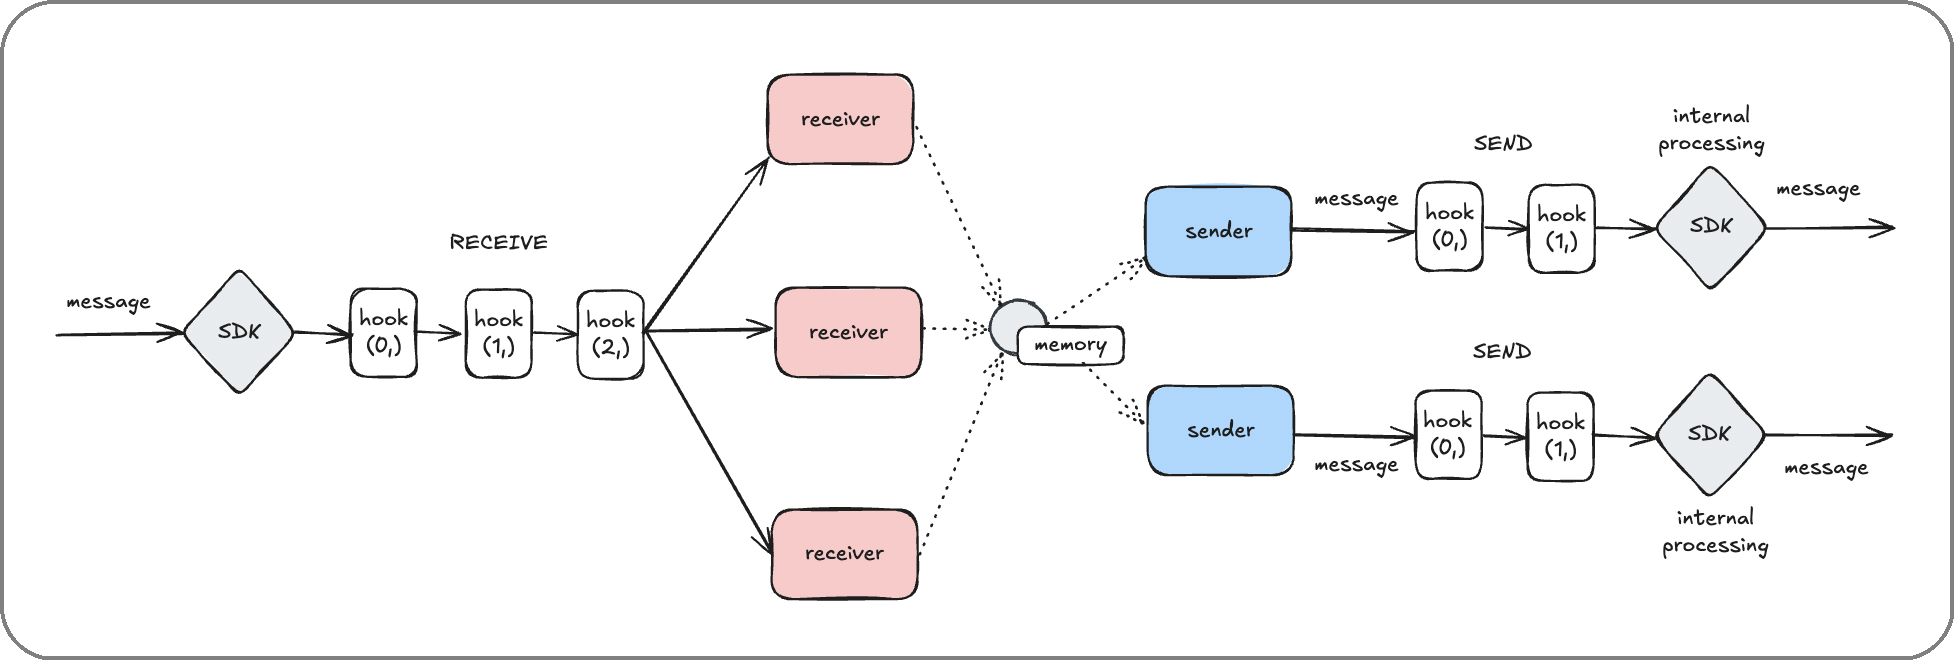 message
SDK
RECEIVE
hook
(0,)
hook
(1,)
hook
(2,)
receiver
receiver
receiver
memory
sender
message
SEND
hook
(0,)
hook
(1,)
internal
processing
SDK
message
sender
message
SEND
hook
(0,)
hook
(1,)
SDK
internal
processing
message